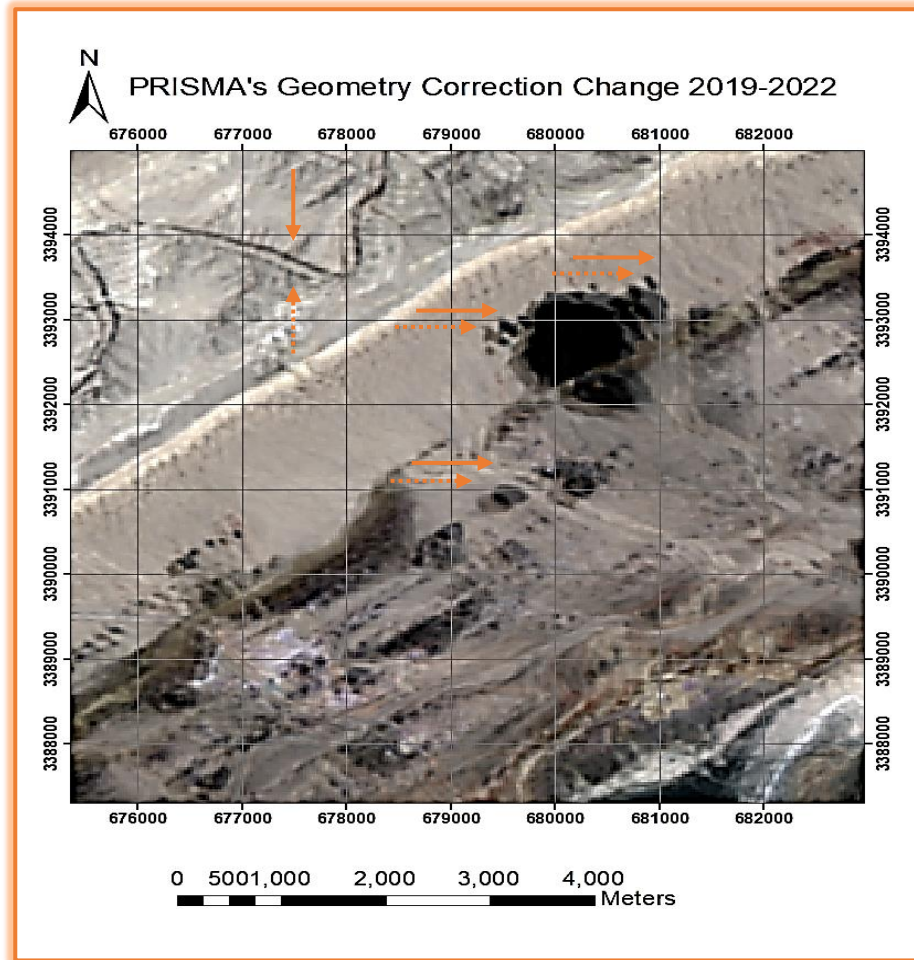 N
PRISMA's Geometry Correction Change 2019-2022
676000 677000 678000 679000 680000 681000 682000
3394000 3394000
3393000 3393000
3392000 3392000
3391000 3391000
3390000 3390000
3389000 3389000
3388000 3388000
676000 677000 678000 679000 680000 681000 682000
0 5001,000 2,000 3,000 4,000
Meters